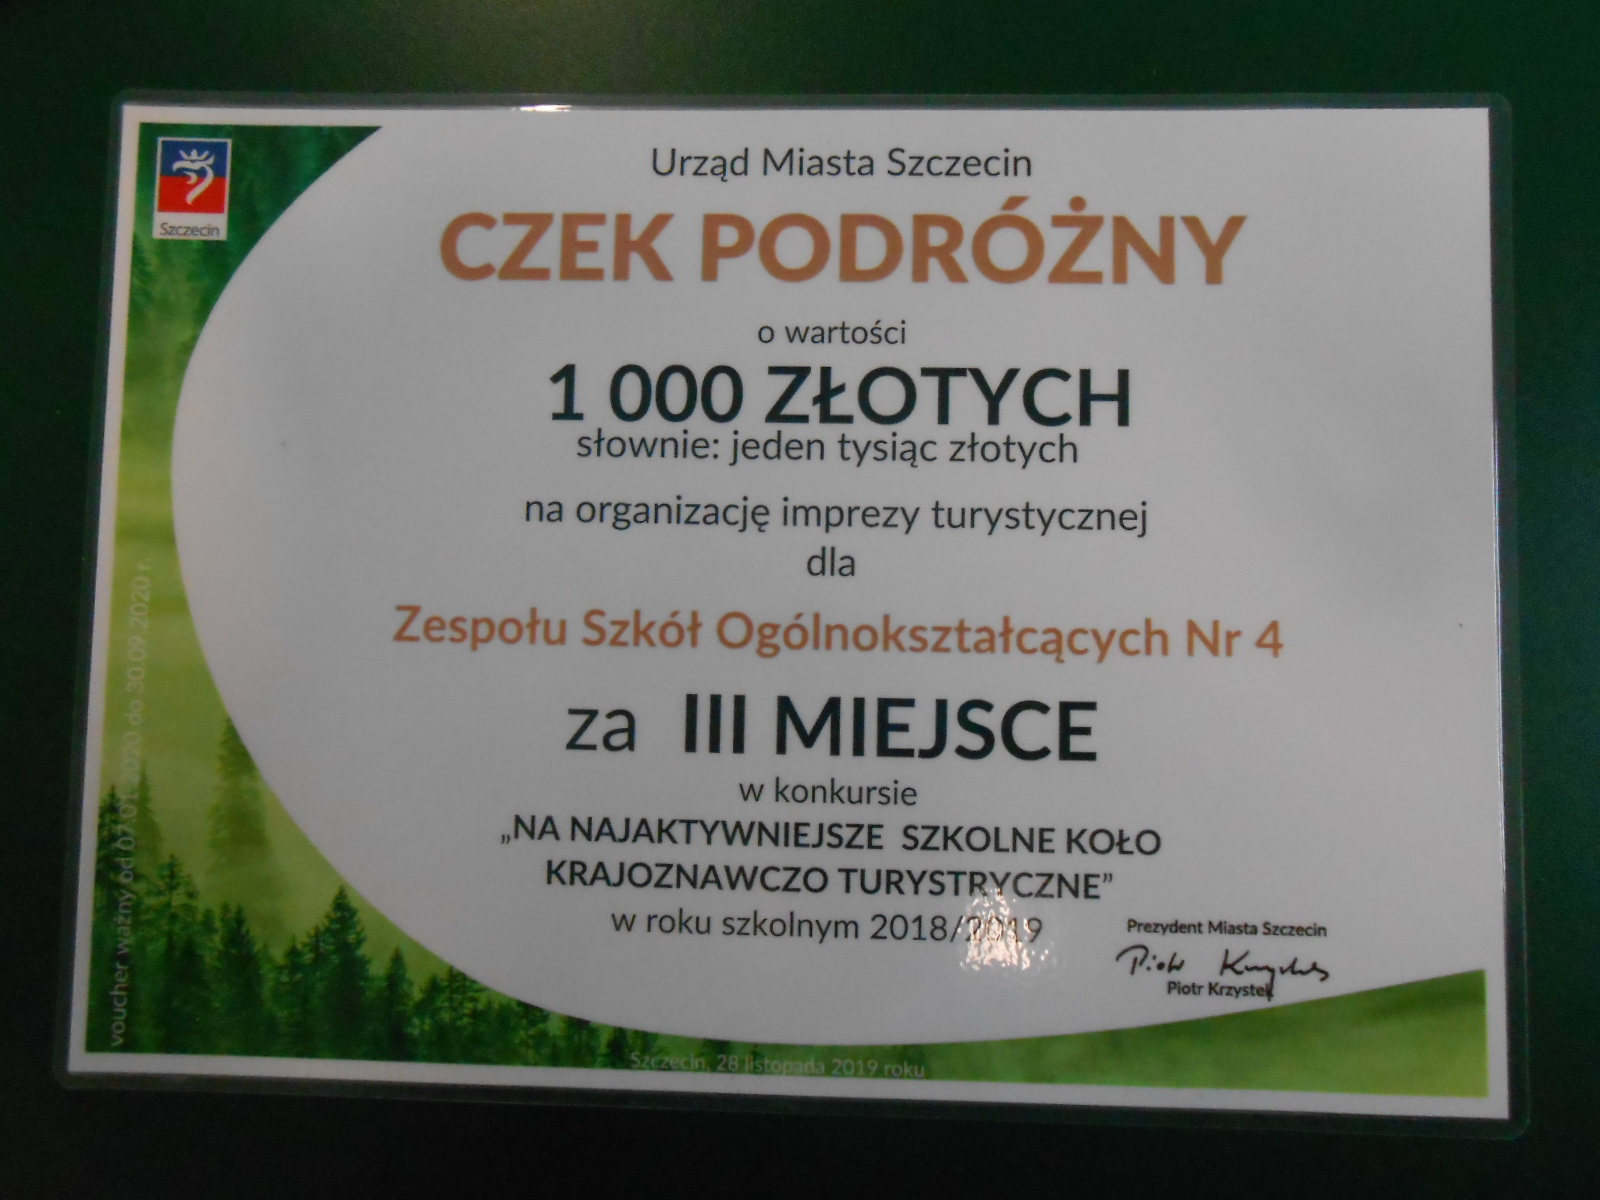 Szczecin
Urząd Miasta Szczecin
CZEK PODRÓŻNY
o wartości
1 000 ZŁOTYCH
słownie: jeden tysiąc złotych
na organizację imprezy turystycznej
dla
Zespołu Szkół Ogólnokształcących Nr 4
za III MIEJSCE
w konkursie
„NA NAJAKTYWNIEJSZE SZKOLNE KOŁO
KRAJOZNAWCZO TURYSTRYCZNE”
w roku szkolnym 2018/2019
Prezydent Miasta Szczecin
Piotr Krzystek
Piotr Krzystek
Szczecin, 28 listopada 2019 roku
voucher ważny od 07.01.2020 do 30.09.2020 r.